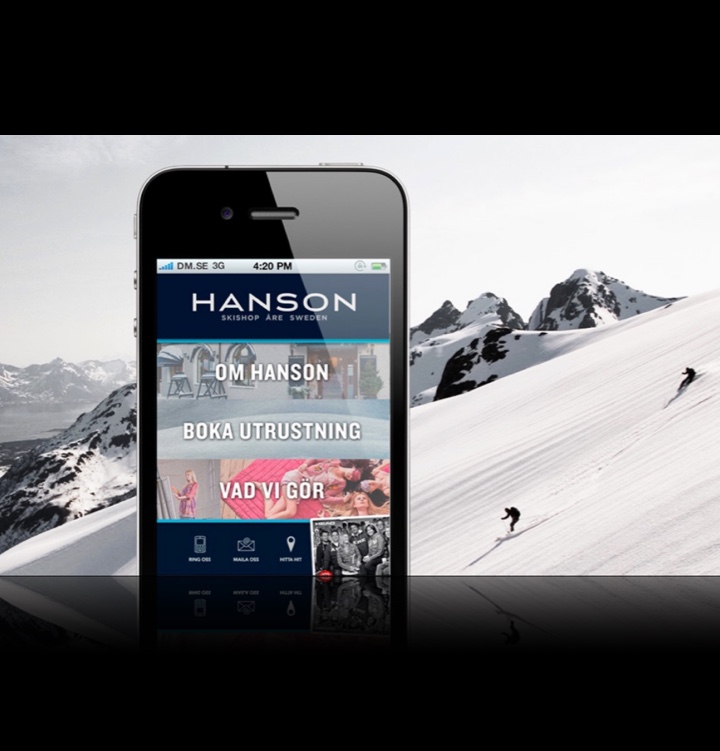 DM.SE 3G 4:20 PM
HANSON
SKISHOP ÅRE SWEDEN
OM HANSON
BOKA UTRUSTNING
VAD VI GÖR
RING OSS MAILA OSS HITTA HIT